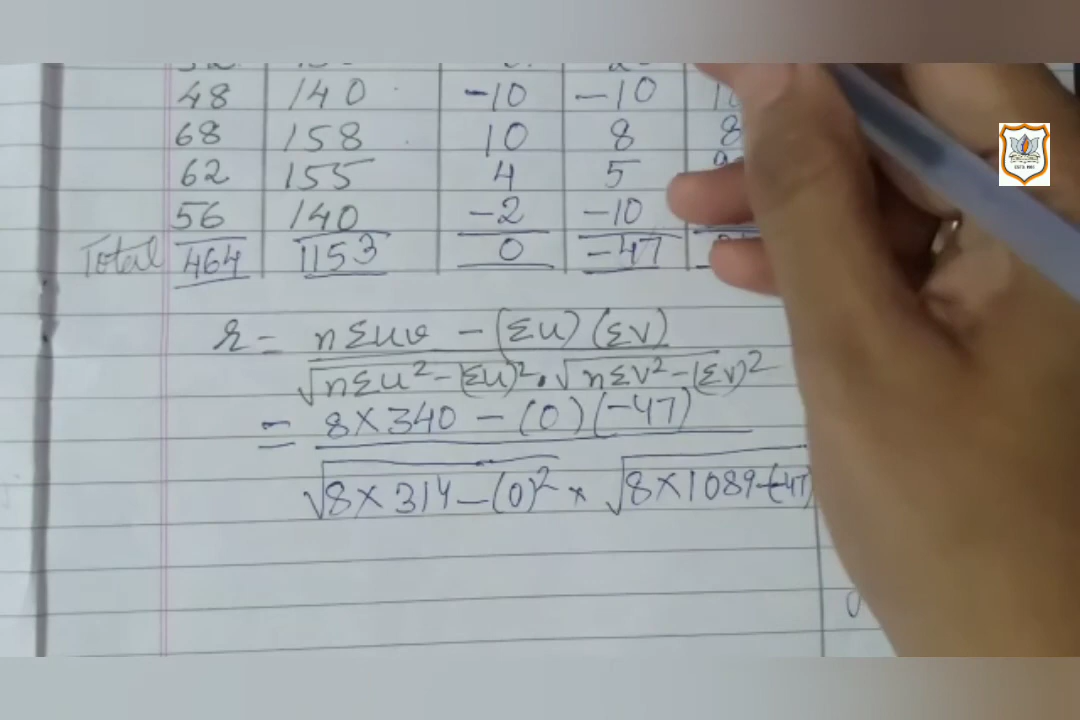 48 140 -10 -10
68 158 10 8 8
62 155 4 5
56 140 -2 -10
Total 464 1153 0 -47
r = nΣuv - (Σu) (Σv)
√nΣu² - (Σu)² . √nΣv² - (Σv)²
= 8×340 - (0) (-47)
√8×314 - (0)² × √8×1089 - (-47)